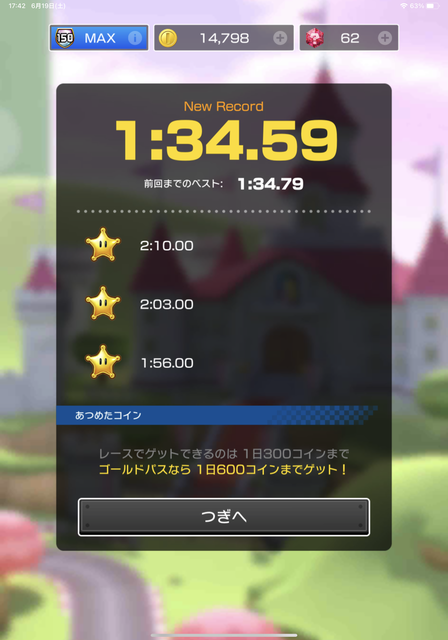 17:42 6月19日(土) 63%
150 MAX i 14,798 62
New Record
1:34.59
前回までのベスト: 1:34.79
2:10.00
2:03.00
1:56.00
あつめたコイン
レースでゲットできるのは 1日300コインまで
ゴールドパスなら 1日600コインまでゲット！
つぎへ